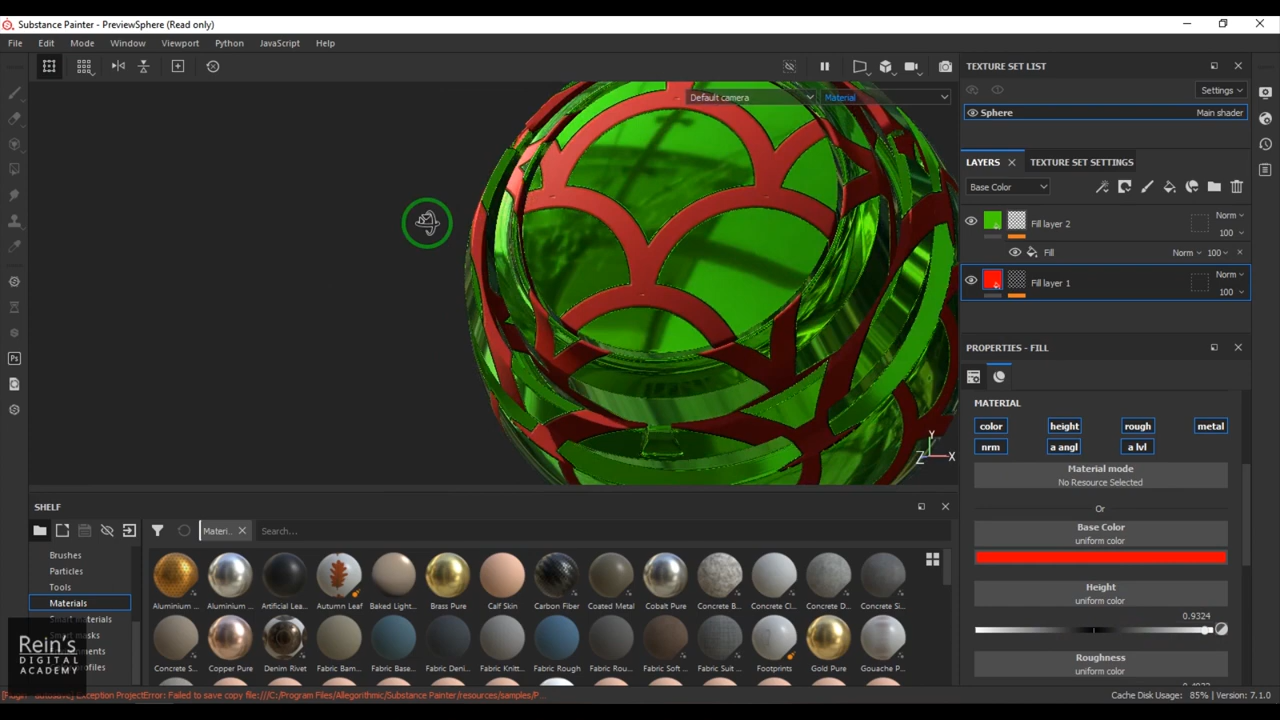 Substance Painter - PreviewSphere (Read only)
File Edit Mode Window Viewport Python JavaScript Help
Default camera
Material
TEXTURE SET LIST
Settings
Sphere
Main shader
LAYERS
TEXTURE SET SETTINGS
Base Color
Fill layer 2
Norm
100
Fill
Norm
100
Fill layer 1
Norm
100
PROPERTIES - FILL
MATERIAL
color height rough metal
nrm a angl a lvl
Material mode
No Resource Selected
Or
Base Color
uniform color
Height
uniform color
0.9324
Roughness
uniform color
Y
Z X
Ps
SHELF
Materi...
Search...
Brushes
Particles
Tools
Materials
Smart materials
Smart masks
Aluminium ... Aluminium ... Artificial Lea... Autumn Leaf Baked Light... Brass Pure Calf Skin Carbon Fiber Coated Metal Cobalt Pure Concrete B... Concrete Cl... Concrete D... Concrete Si...
Concrete S... Copper Pure Denim Rivet Fabric Bam... Fabric Base... Fabric Deni... Fabric Knitt... Fabric Rough Fabric Rou... Fabric Soft ... Fabric Suit ... Footprints Gold Pure Gouache P...
Rein's
DIGITAL
ACADEMY
Exception ProjectError: Failed to save copy file:///C:/Program Files/Allegorithmic/Substance Painter/resources/samples/P...
Cache Disk Usage: 85% | Version: 7.1.0